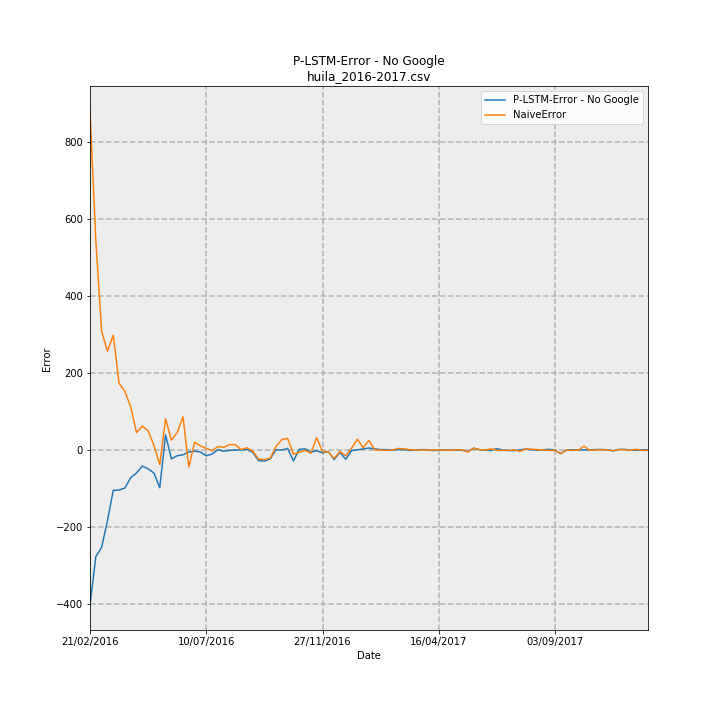 P-LSTM-Error - No Google
huila_2016-2017.csv
P-LSTM-Error - No Google
NaiveError
800
600
400
200
0
−200
−400
Error
21/02/2016
10/07/2016
27/11/2016
16/04/2017
03/09/2017
Date